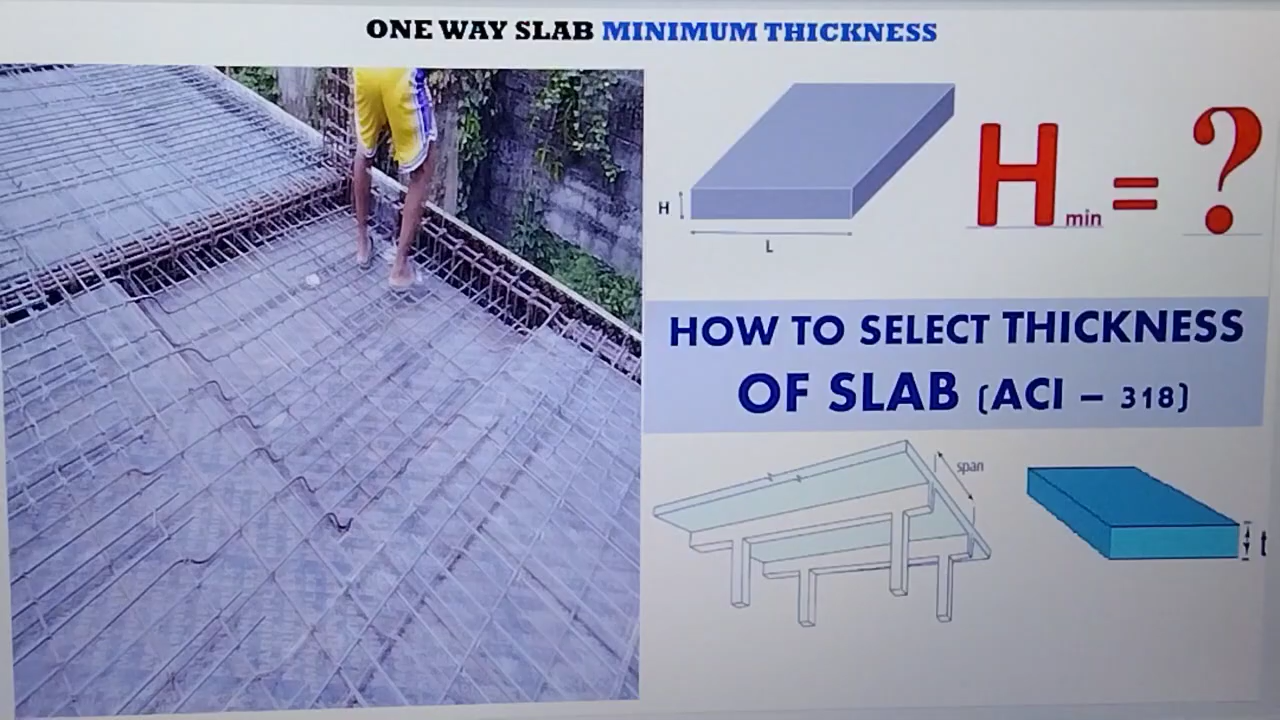 ONE WAY SLAB MINIMUM THICKNESS
H
L
H min = ?
HOW TO SELECT THICKNESS
OF SLAB (ACI – 318)
span
t